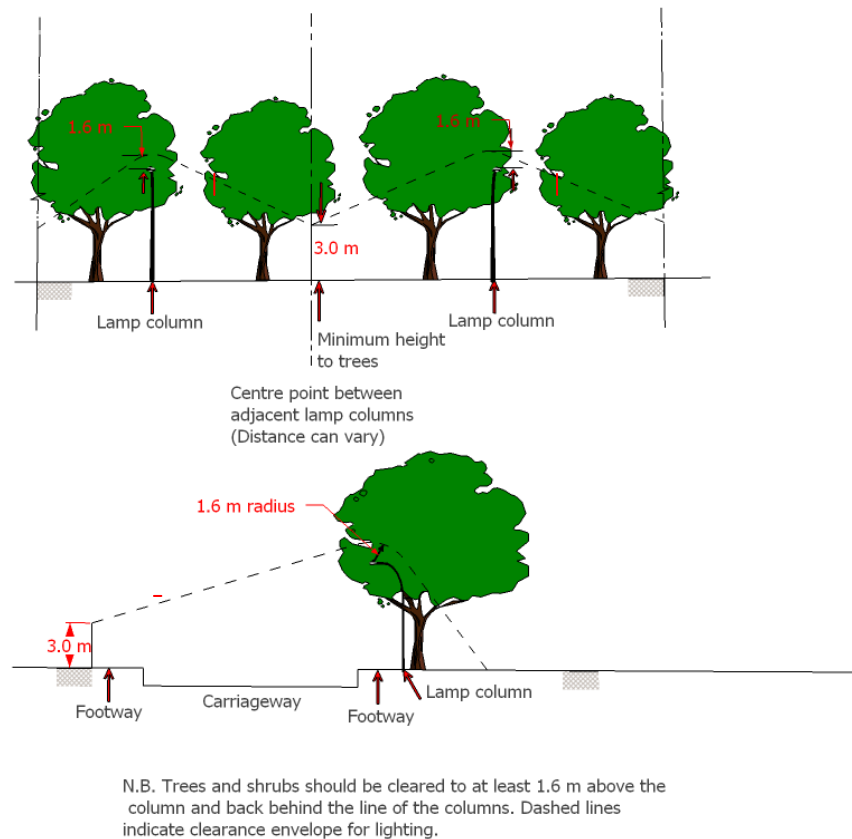 1.6 m
1.6 m
3.0 m
Lamp column
Lamp column
Minimum height
to trees
Centre point between
adjacent lamp columns
(Distance can vary)
1.6 m radius
3.0 m
Footway
Carriageway
Footway
Lamp column
N.B. Trees and shrubs should be cleared to at least 1.6 m above the
column and back behind the line of the columns. Dashed lines
indicate clearance envelope for lighting.